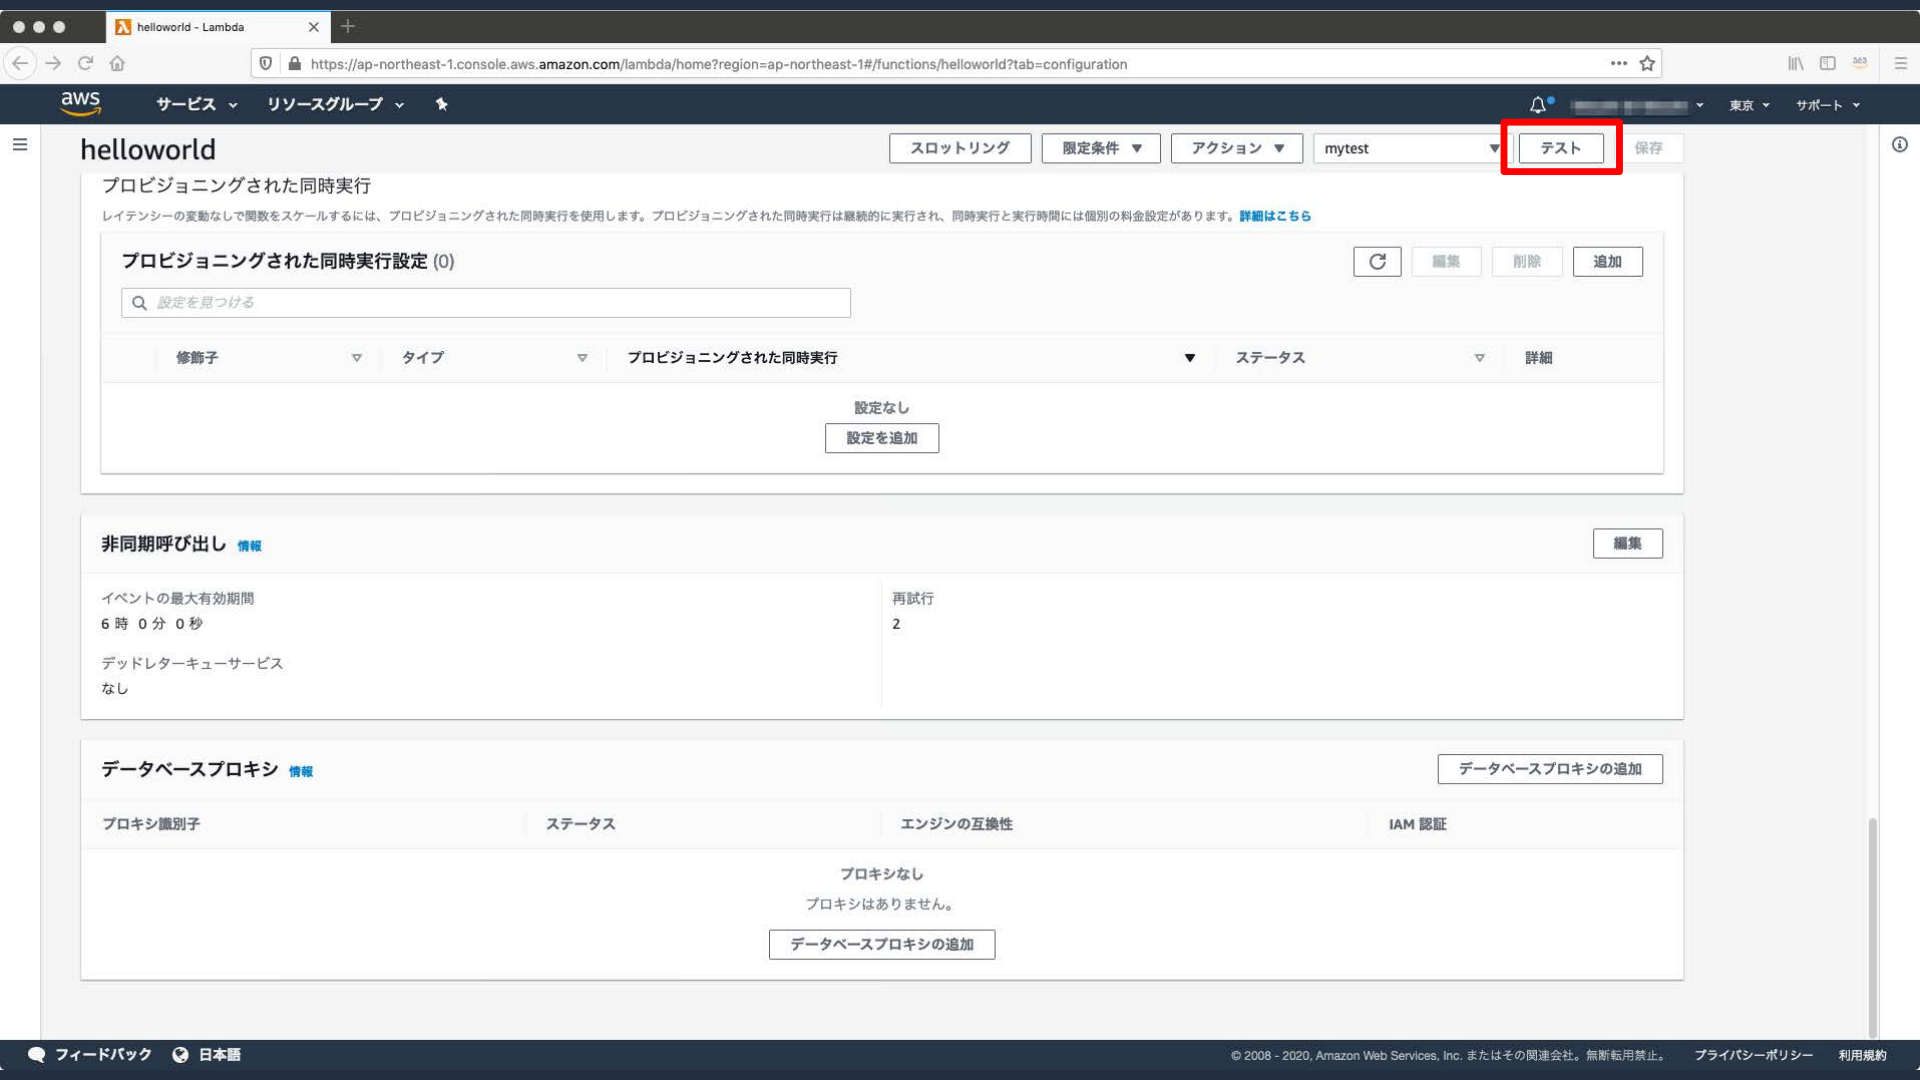 helloworld - Lambda
https://ap-northeast-1.console.aws.amazon.com/lambda/home?region=ap-northeast-1#/functions/helloworld?tab=configuration
aws サービス リソースグループ 東京 サポート
helloworld スロットリング 限定条件 アクション mytest テスト 保存
プロビジョニングされた同時実行
レイテンシーの変動なしで関数をスケールするには、プロビジョニングされた同時実行を使用します。プロビジョニングされた同時実行は継続的に実行され、同時実行と実行時間には個別の料金設定があります。詳細はこちら
プロビジョニングされた同時実行設定 (0) 編集 削除 追加
設定を見つける
修飾子 タイプ プロビジョニングされた同時実行 ステータス 詳細
設定なし
設定を追加
非同期呼び出し 情報 編集
イベントの最大有効期間 再試行
6 時 0 分 0 秒 2
デッドレターキューサービス
なし
データベースプロキシ 情報 データベースプロキシの追加
プロキシ識別子 ステータス エンジンの互換性 IAM 認証
プロキシなし
プロキシはありません。
データベースプロキシの追加
フィードバック 日本語 © 2008 - 2020, Amazon Web Services, Inc. またはその関連会社。無断転用禁止。 プライバシーポリシー 利用規約